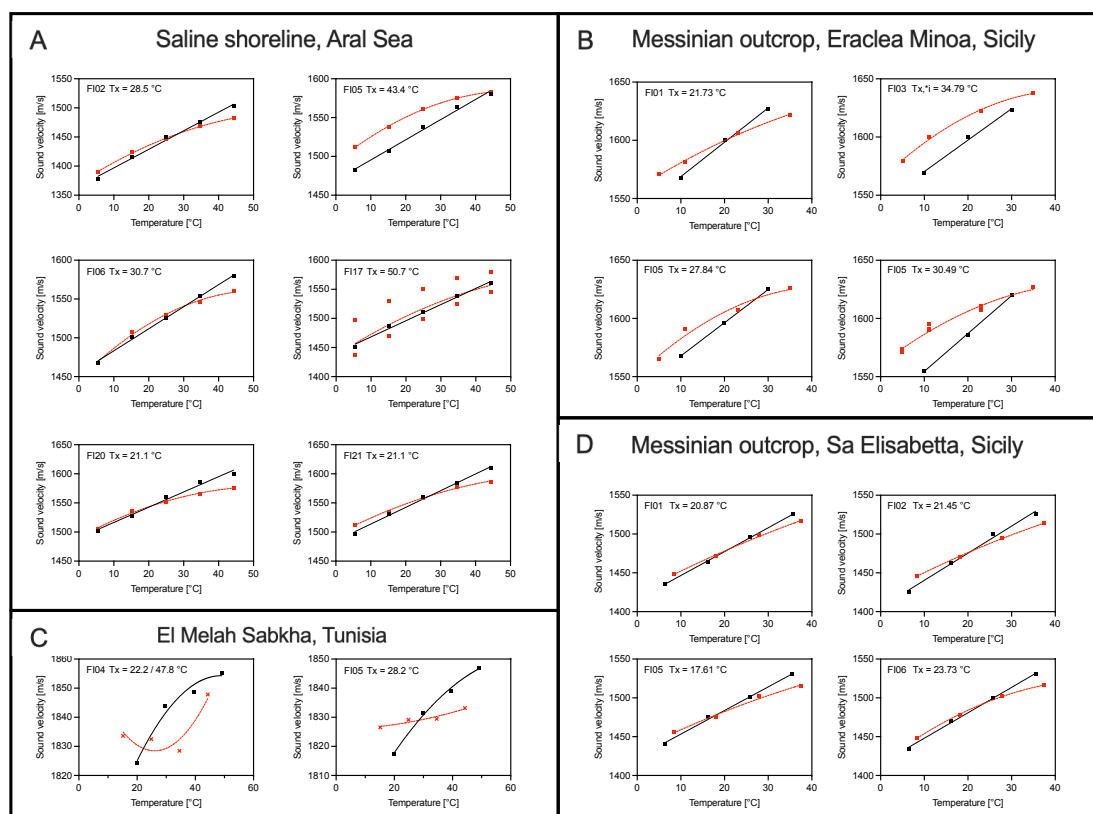 A
Saline shoreline, Aral Sea
FI02 Tx = 28.5 °C
Sound velocity [m/s]
1550
1500
1450
1400
1350
0 10 20 30 40 50
Temperature [°C]
FI05 Tx = 43.4 °C
Sound velocity [m/s]
1600
1550
1500
1450
0 10 20 30 40 50
Temperature [°C]
FI06 Tx = 30.7 °C
Sound velocity [m/s]
1600
1550
1500
1450
0 10 20 30 40 50
Temperature [°C]
FI17 Tx = 50.7 °C
Sound velocity [m/s]
1600
1550
1500
1450
1400
0 10 20 30 40 50
Temperature [°C]
FI20 Tx = 21.1 °C
Sound velocity [m/s]
1650
1600
1550
1500
1450
0 10 20 30 40 50
Temperature [°C]
FI21 Tx = 21.1 °C
Sound velocity [m/s]
1650
1600
1550
1500
1450
0 10 20 30 40 50
Temperature [°C]
B
Messinian outcrop, Eraclea Minoa, Sicily
FI01 Tx = 21.73 °C
Sound velocity [m/s]
1650
1600
1550
0 10 20 30 40
Temperature [°C]
FI03 Tx,*i = 34.79 °C
Sound velocity [m/s]
1650
1600
1550
0 10 20 30 40
Temperature [°C]
FI05 Tx = 27.84 °C
Sound velocity [m/s]
1650
1600
1550
0 10 20 30 40
Temperature [°C]
FI05 Tx = 30.49 °C
Sound velocity [m/s]
1650
1600
1550
0 10 20 30 40
Temperature [°C]
C
El Melah Sabkha, Tunisia
FI04 Tx = 22.2 / 47.8 °C
Sound velocity [m/s]
1860
1850
1840
1830
1820
0 20 40 60
Temperature [°C]
FI05 Tx = 28.2 °C
Sound velocity [m/s]
1850
1840
1830
1820
1810
0 20 40 60
Temperature [°C]
D
Messinian outcrop, Sa Elisabetta, Sicily
FI01 Tx = 20.87 °C
Sound velocity [m/s]
1550
1500
1450
1400
0 10 20 30 40
Temperature [°C]
FI02 Tx = 21.45 °C
Sound velocity [m/s]
1550
1500
1450
1400
0 10 20 30 40
Temperature [°C]
FI05 Tx = 17.61 °C
Sound velocity [m/s]
1550
1500
1450
1400
0 10 20 30 40
Temperature [°C]
FI06 Tx = 23.73 °C
Sound velocity [m/s]
1550
1500
1450
1400
0 10 20 30 40
Temperature [°C]